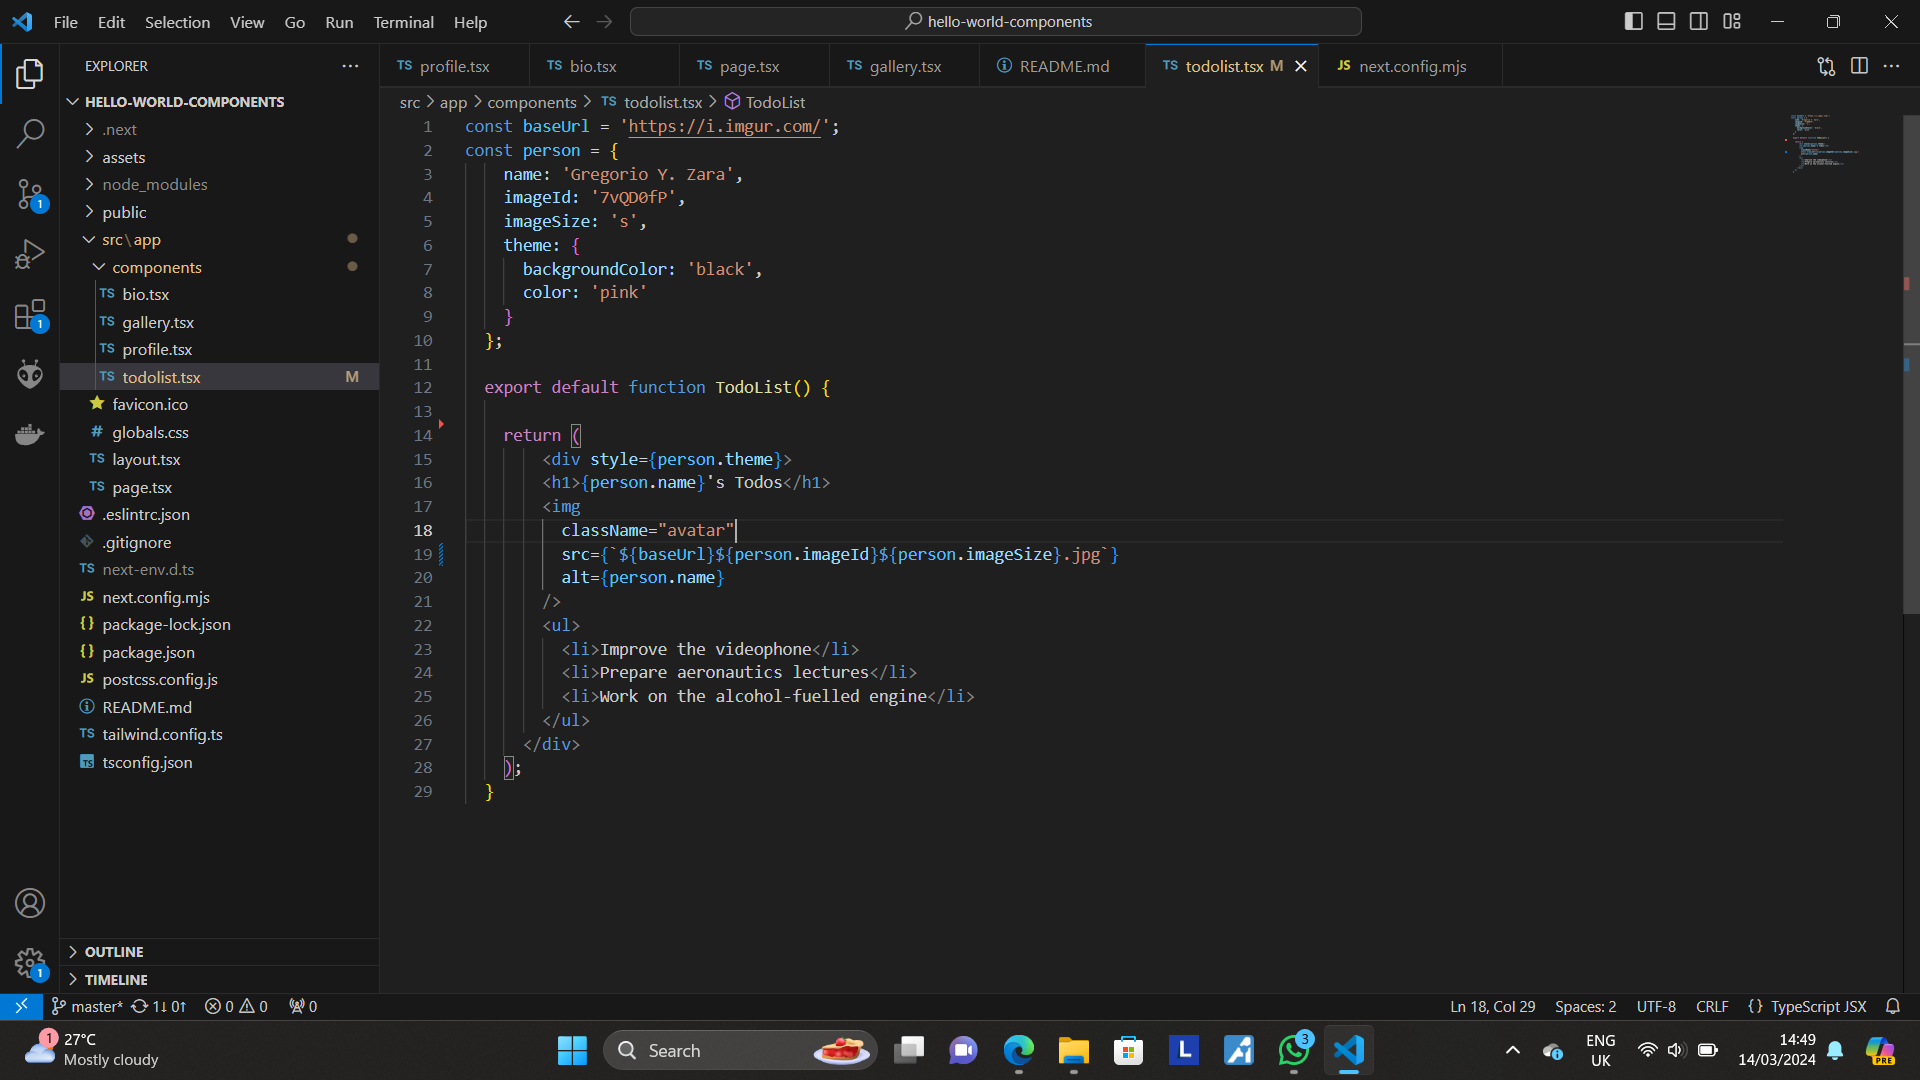 File Edit Selection View Go Run Terminal Help
hello-world-components
EXPLORER
HELLO-WORLD-COMPONENTS
.next
assets
node_modules
public
src\app
components
TS bio.tsx
TS gallery.tsx
TS profile.tsx
TS todolist.tsx M
favicon.ico
# globals.css
TS layout.tsx
TS page.tsx
.eslintrc.json
.gitignore
TS next-env.d.ts
JS next.config.mjs
{} package-lock.json
{} package.json
JS postcss.config.js
README.md
TS tailwind.config.ts
TS tsconfig.json
OUTLINE
TIMELINE
1
1
1
TS profile.tsx TS bio.tsx TS page.tsx TS gallery.tsx README.md TS todolist.tsx M JS next.config.mjs
src > app > components > TS todolist.tsx > TodoList
1 const baseUrl = 'https://i.imgur.com/';
2 const person = {
3 name: 'Gregorio Y. Zara',
4 imageId: '7vQD0fP',
5 imageSize: 's',
6 theme: {
7 backgroundColor: 'black',
8 color: 'pink'
9 }
10 };
11
12 export default function TodoList() {
13
14 return (
15 <div style={person.theme}>
16 <h1>{person.name}'s Todos</h1>
17 <img
18 className="avatar"
19 src={`${baseUrl}${person.imageId}${person.imageSize}.jpg`}
20 alt={person.name}
21 />
22 <ul>
23 <li>Improve the videophone</li>
24 <li>Prepare aeronautics lectures</li>
25 <li>Work on the alcohol-fuelled engine</li>
26 </ul>
27 </div>
28 );
29 }
master* 1↓ 0↑ 0 0 0
Ln 18, Col 29 Spaces: 2 UTF-8 CRLF {} TypeScript JSX
1 27°C
Mostly cloudy
Search
L
3
ENG
UK
14:49
14/03/2024
PRE